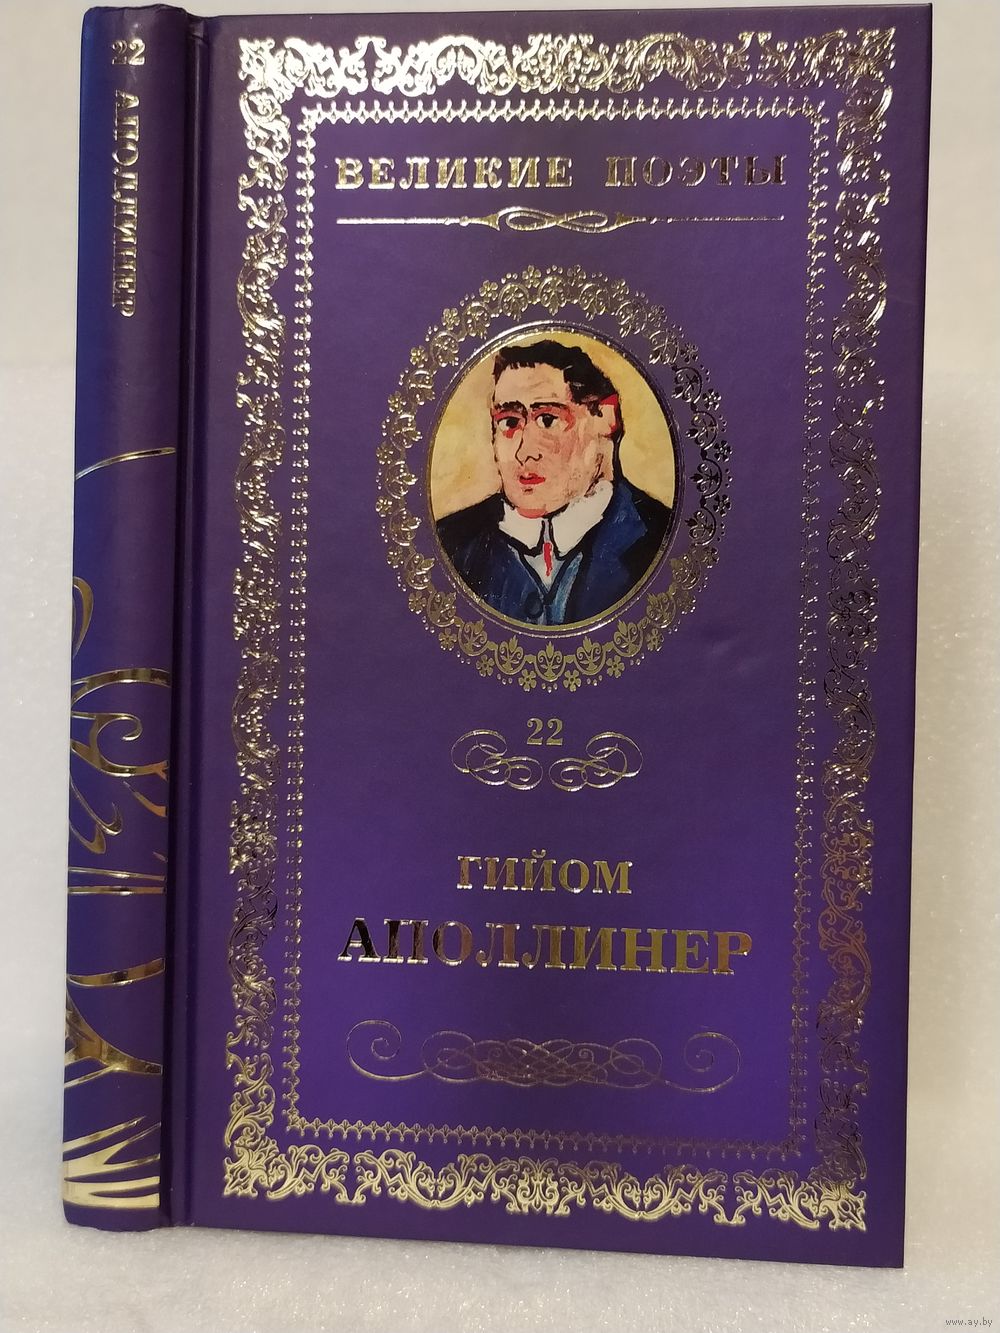 22 АПОЛЛИНЕР
ВЕЛИКИЕ ПОЭТЫ
22
ГИЙОМ
АПОЛЛИНЕР
www.ay.by